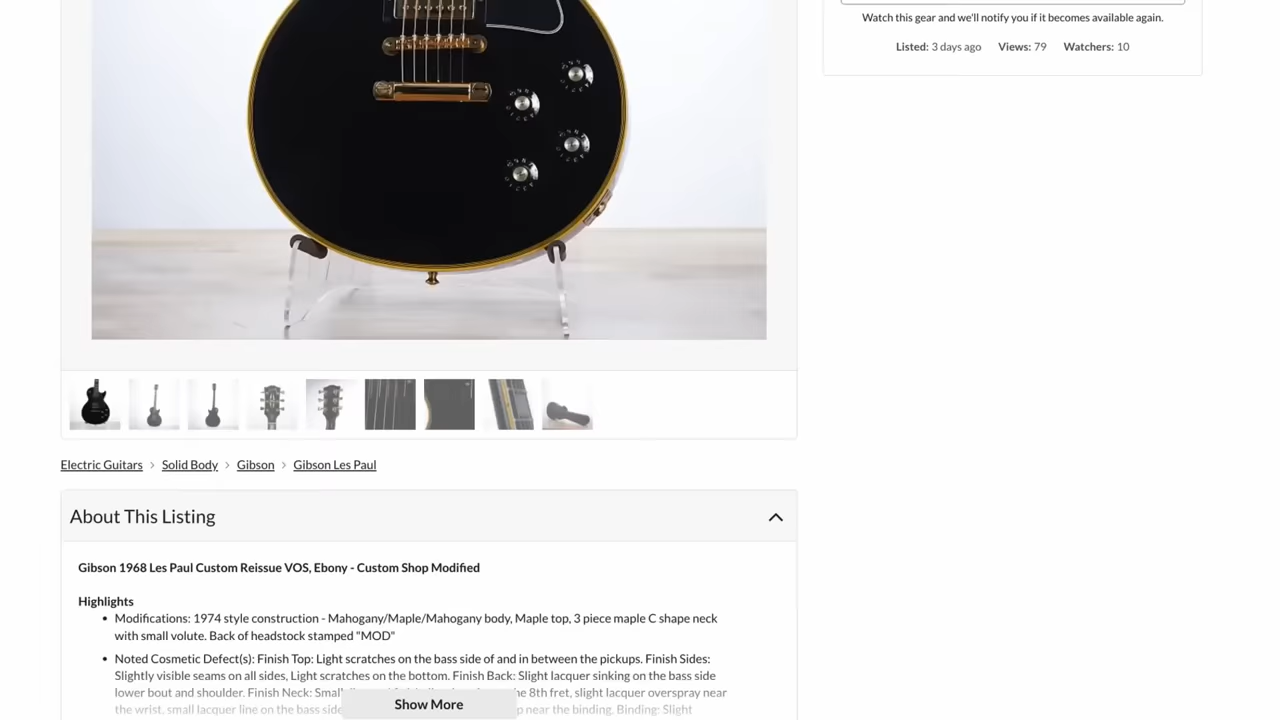 Watch this gear and we'll notify you if it becomes available again.
Listed: 3 days ago Views: 79 Watchers: 10
Electric Guitars > Solid Body > Gibson > Gibson Les Paul
About This Listing
Gibson 1968 Les Paul Custom Reissue VOS, Ebony - Custom Shop Modified
Highlights
• Modifications: 1974 style construction - Mahogany/Maple/Mahogany body, Maple top, 3 piece maple C shape neck
with small volute. Back of headstock stamped "MOD"
• Noted Cosmetic Defect(s): Finish Top: Light scratches on the bass side of and in between the pickups. Finish Sides:
Slightly visible seams on all sides, Light scratches on the bottom. Finish Back: Slight lacquer sinking on the bass side
lower bout and shoulder. Finish Neck: 8th fret, slight lacquer overspray near
the wrist, small lacquer line on the bass side near the binding. Binding: Slight
Show More